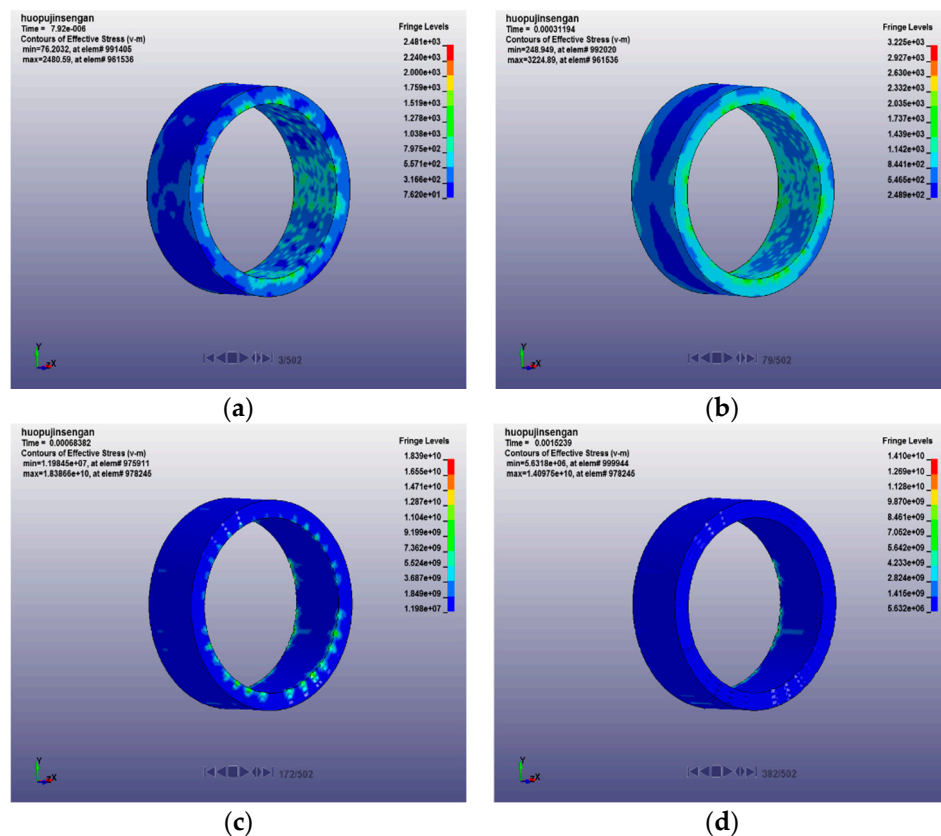 huopujinsengan
Time = 7.92e-006
Contours of Effective Stress (v-m)
min=76.2032, at elem# 991405
max=2480.59, at elem# 961536
Fringe Levels
2.481e+03
2.240e+03
2.000e+03
1.759e+03
1.519e+03
1.278e+03
1.038e+03
7.975e+02
5.571e+02
3.166e+02
7.620e+01
Y
Z X
3/502
(a)
huopujinsengan
Time = 0.00031194
Contours of Effective Stress (v-m)
min=248.949, at elem# 992020
max=3224.89, at elem# 961536
Fringe Levels
3.225e+03
2.927e+03
2.630e+03
2.332e+03
2.035e+03
1.737e+03
1.439e+03
1.142e+03
8.441e+02
5.465e+02
2.489e+02
Y
Z X
79/502
(b)
huopujinsengan
Time = 0.00068382
Contours of Effective Stress (v-m)
min=1.19845e+07, at elem# 975911
max=1.83866e+10, at elem# 978245
Fringe Levels
1.839e+10
1.655e+10
1.471e+10
1.287e+10
1.104e+10
9.199e+09
7.362e+09
5.524e+09
3.687e+09
1.849e+09
1.198e+07
Y
Z X
172/502
(c)
huopujinsengan
Time = 0.0015239
Contours of Effective Stress (v-m)
min=5.6318e+06, at elem# 999944
max=1.40975e+10, at elem# 978245
Fringe Levels
1.410e+10
1.269e+10
1.128e+10
9.870e+09
8.461e+09
7.052e+09
5.642e+09
4.233e+09
2.824e+09
1.416e+09
5.632e+06
Y
Z X
382/502
(d)